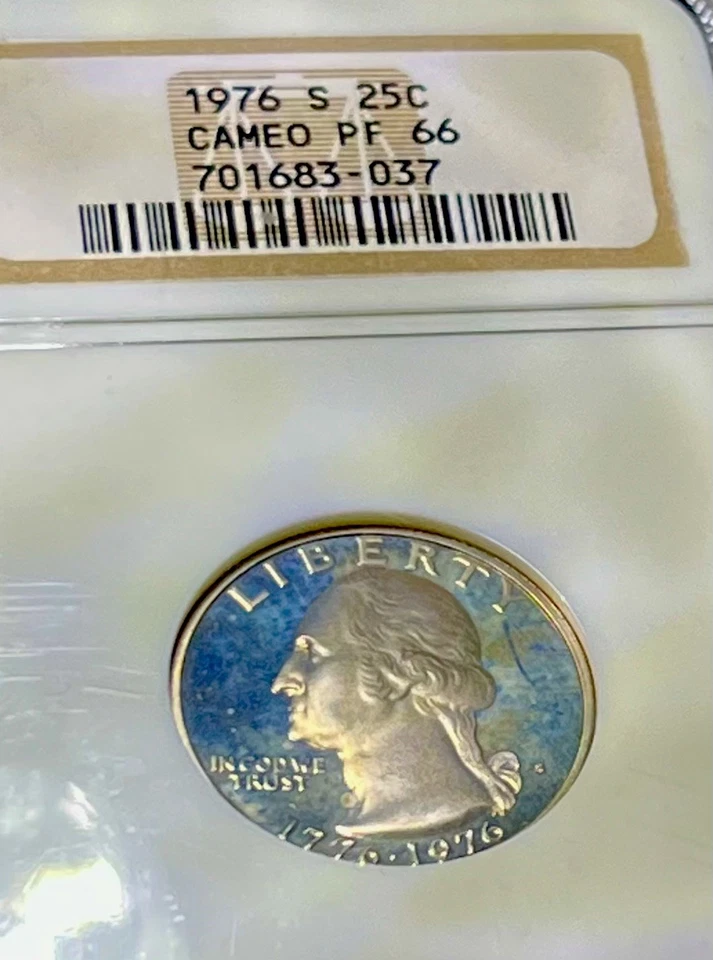 1976 S 25C
CAMEO PF 66
701683-037
LIBERTY
IN GOD WE
TRUST
1776·1976
S